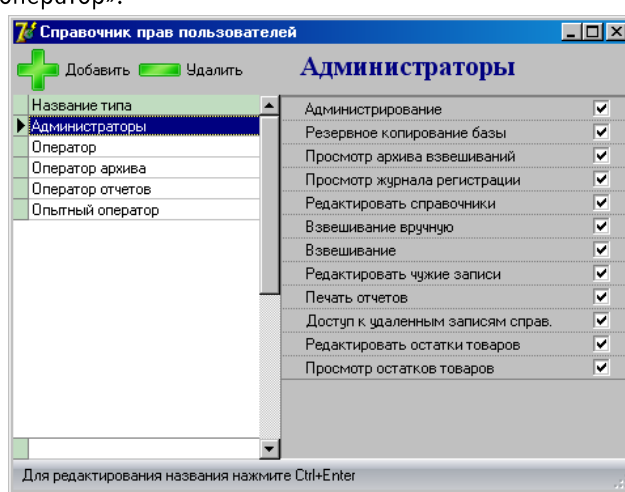 оператор».
Справочник прав пользователей
Добавить Удалить
Администраторы
Название типа
Администраторы
Оператор
Оператор архива
Оператор отчетов
Опытный оператор
Администрирование
Резервное копирование базы
Просмотр архива взвешиваний
Просмотр журнала регистрации
Редактировать справочники
Взвешивание вручную
Взвешивание
Редактировать чужие записи
Печать отчетов
Доступ к удаленным записям справ.
Редактировать остатки товаров
Просмотр остатков товаров
Для редактирования названия нажмите Ctrl+Enter